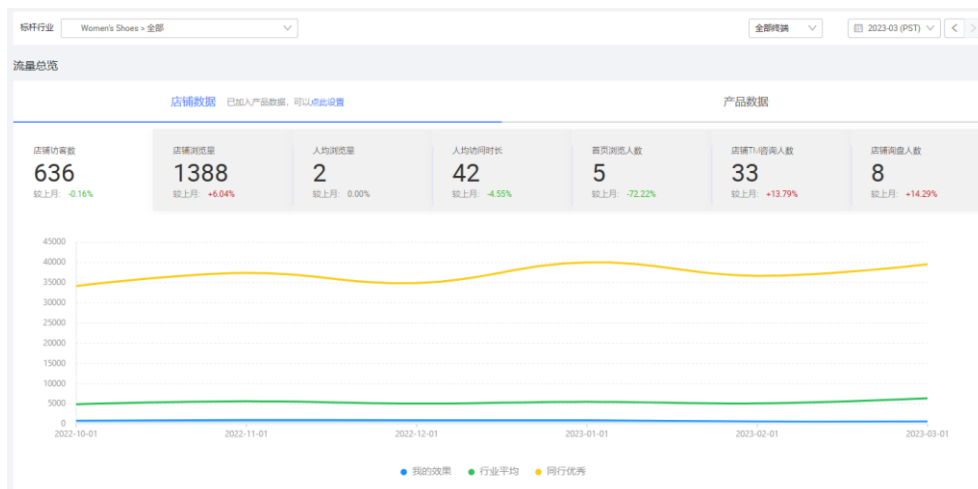 标杆行业 Women's Shoes > 全部 全部终端 2023-03 (PST)
流量总览
店铺数据 已加入产品数据，可以点此设置 产品数据
店铺访客数 店铺浏览量 人均浏览量 人均访问时长 首页浏览人数 店铺TM咨询人数 店铺询盘人数
636 1388 2 42 5 33 8
较上月: -0.16% 较上月: +6.04% 较上月: 0.00% 较上月: -4.55% 较上月: -72.22% 较上月: +13.79% 较上月: +14.29%
45000
40000
35000
30000
25000
20000
15000
10000
5000
0
2022-10-01 2022-11-01 2022-12-01 2023-01-01 2023-02-01 2023-03-01
我的效果 行业平均 同行优秀